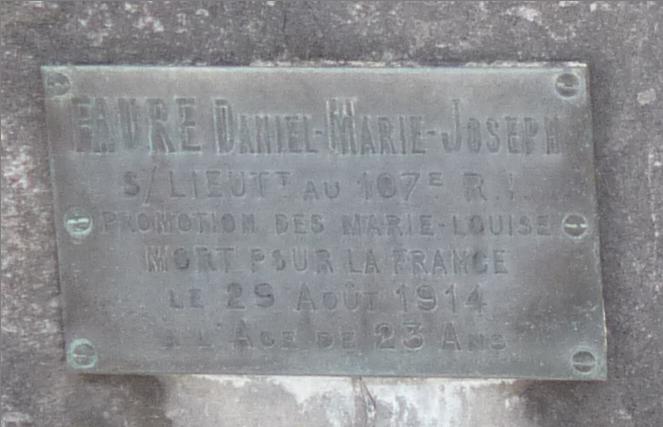 FAURE DANIEL-MARIE-JOSEPH
S/LIEUTT AU 107E R.I.
PROMOTION DES MARIE-LOUISE
MORT POUR LA FRANCE
LE 29 AOÛT 1914
A L'AGE DE 23 ANS